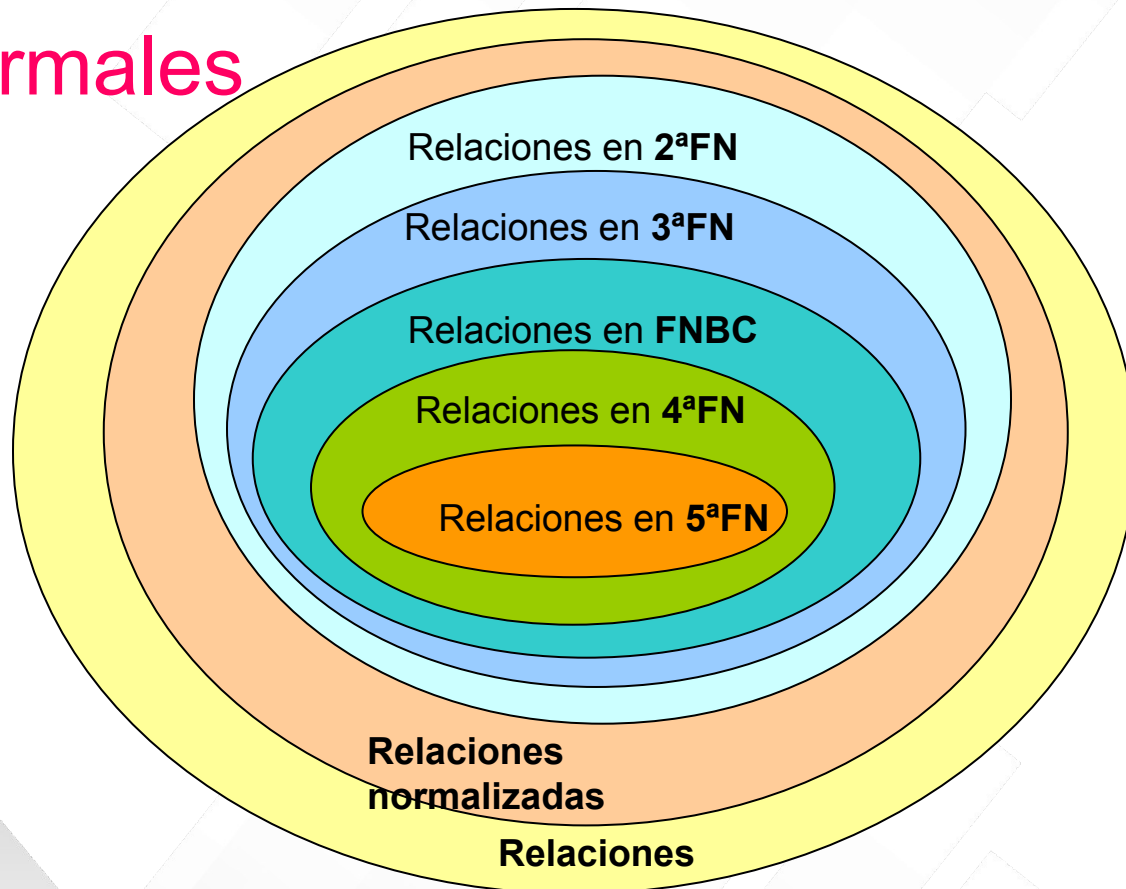 rmales
Relaciones en 2ªFN
Relaciones en 3ªFN
Relaciones en FNBC
Relaciones en 4ªFN
Relaciones en 5ªFN
Relaciones
normalizadas
Relaciones